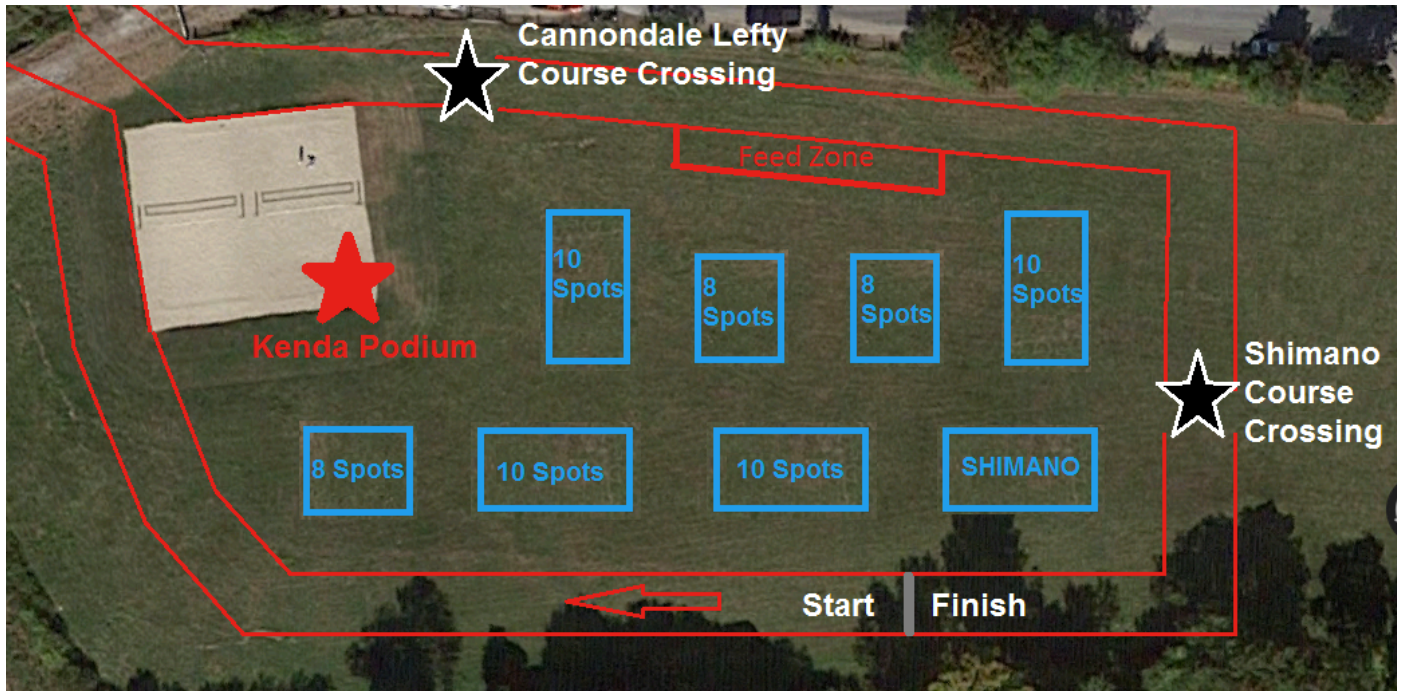 Cannondale Lefty
Course Crossing
Feed Zone
10
Spots
8
Spots
8
Spots
10
Spots
Kenda Podium
Shimano
Course
Crossing
8 Spots
10 Spots
10 Spots
SHIMANO
Start
Finish